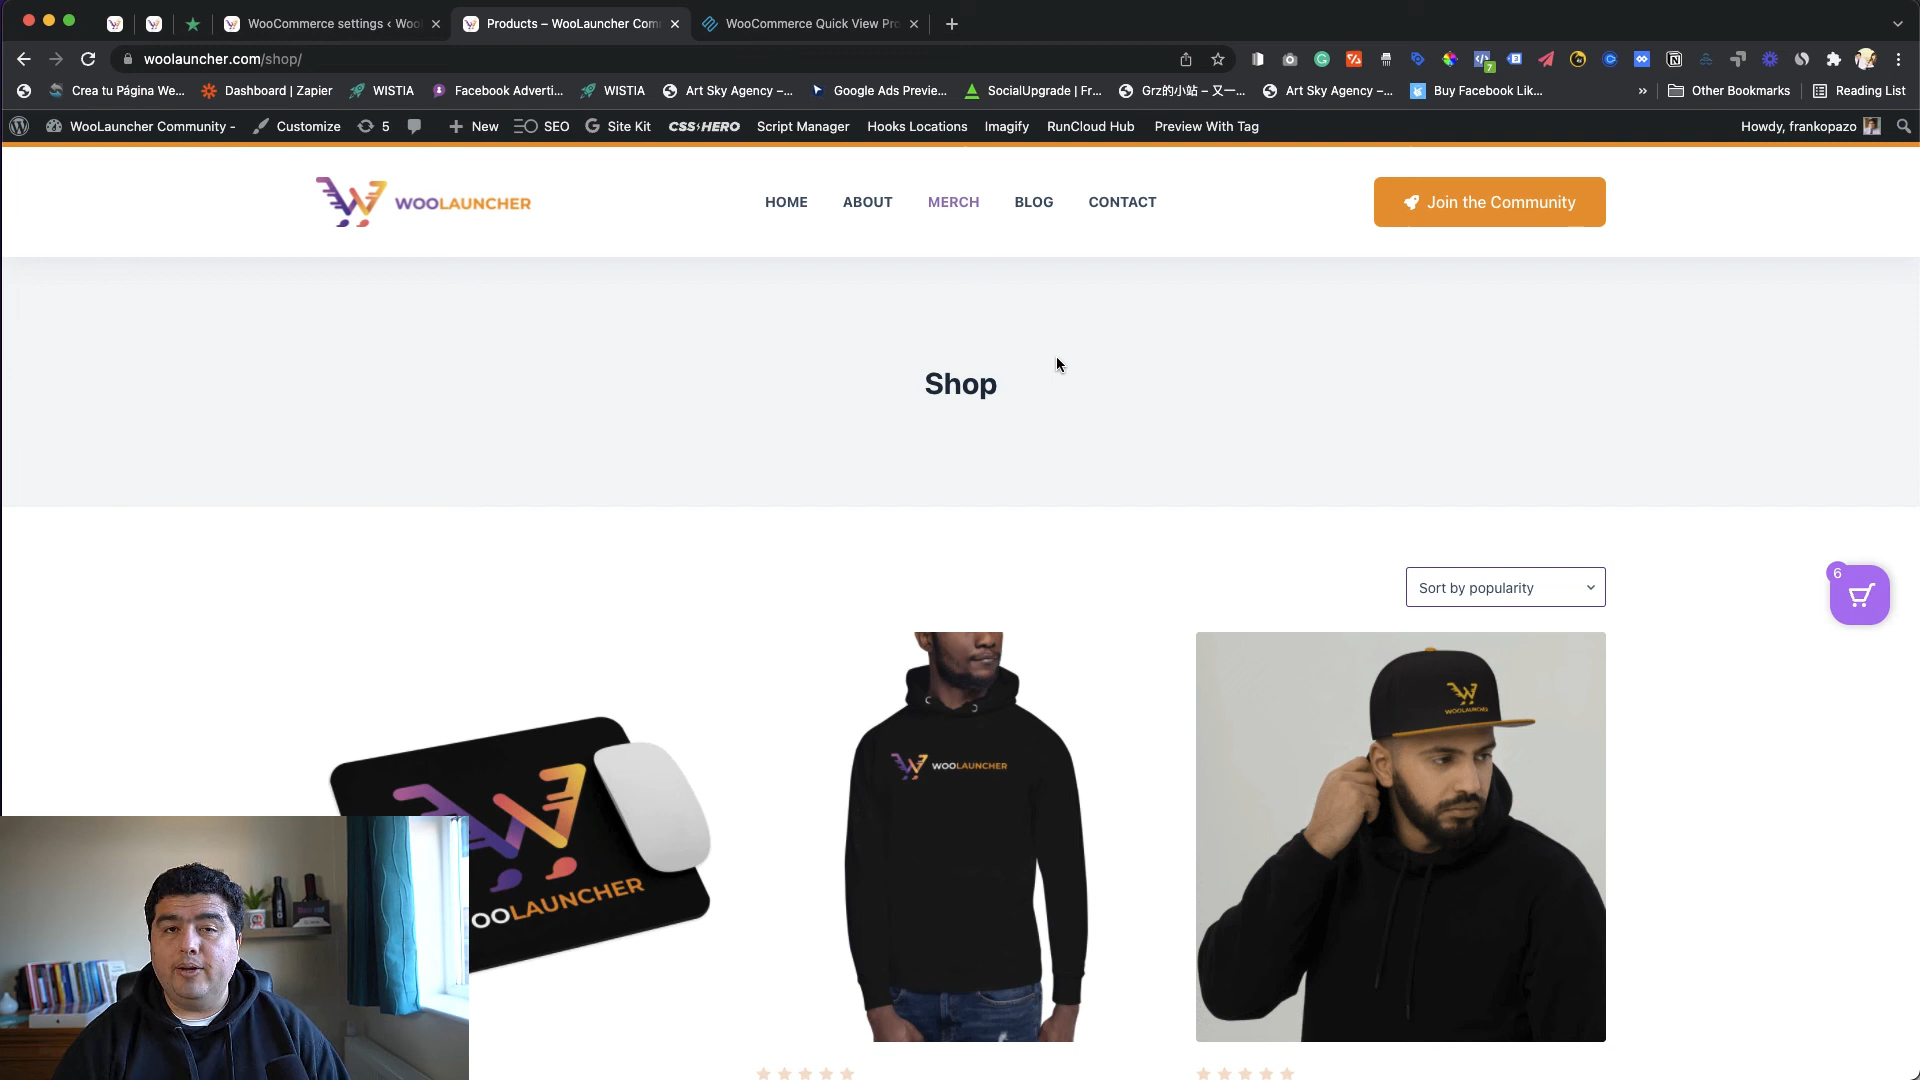 WooCommerce settings ‹ Woo
Products – WooLauncher Com
WooCommerce Quick View Pro
woolauncher.com/shop/
7
Crea tu Página We...
Dashboard | Zapier
WISTIA
Facebook Adverti...
WISTIA
Art Sky Agency –...
Google Ads Previe...
SocialUpgrade | Fr...
Grz的小站 – 又一...
Art Sky Agency –...
Buy Facebook Lik...
»
Other Bookmarks
Reading List
WooLauncher Community -
Customize
5
New
SEO
Site Kit
CSS HERO
Script Manager
Hooks Locations
Imagify
RunCloud Hub
Preview With Tag
Howdy, frankopazo
WOOLAUNCHER
HOME
ABOUT
MERCH
BLOG
CONTACT
Join the Community
Shop
Sort by popularity
6
WOOLAUNCHER
WOOLAUNCHER
OOLAUNCHER